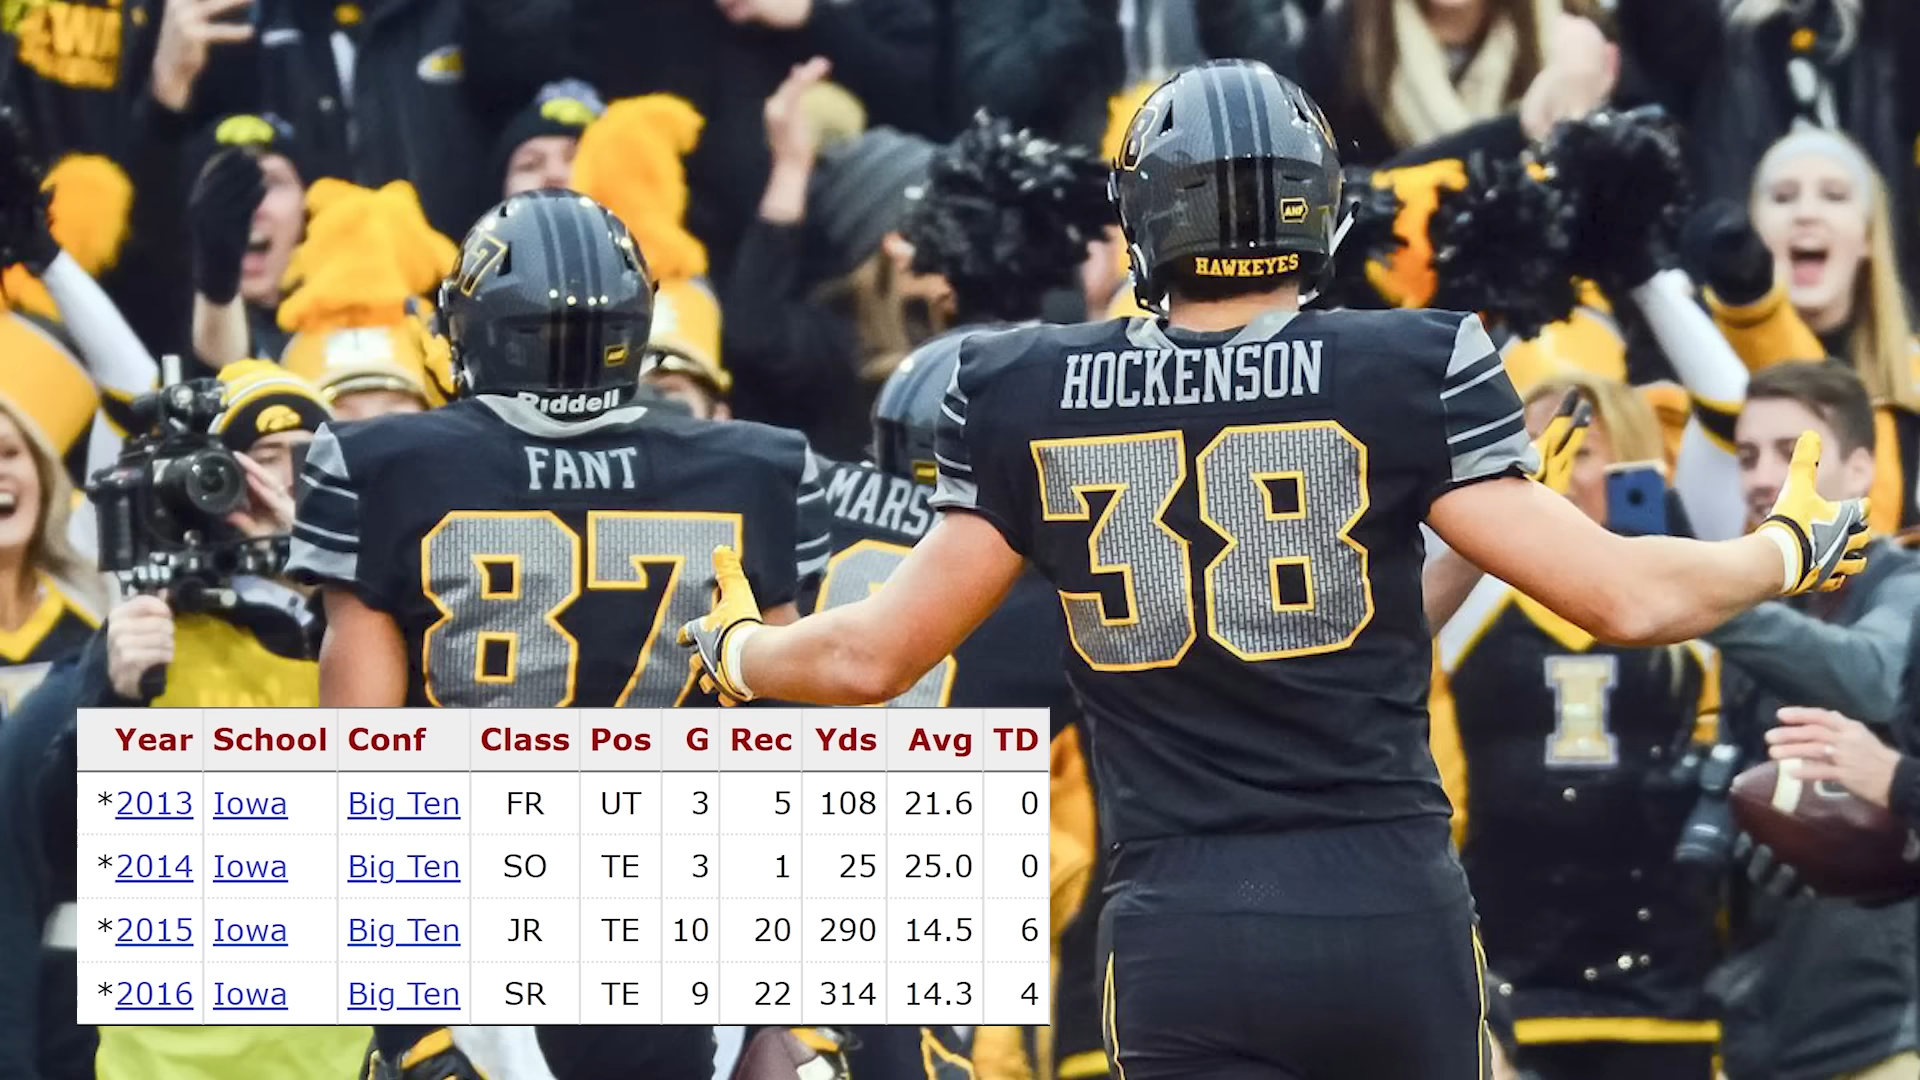 HAWKEYES
ANF
HOCKENSON
38
87
Riddell
FANT
87
MARS
I
Year School Conf Class Pos G Rec Yds Avg TD
*2013 Iowa Big Ten FR UT 3 5 108 21.6 0
*2014 Iowa Big Ten SO TE 3 1 25 25.0 0
*2015 Iowa Big Ten JR TE 10 20 290 14.5 6
*2016 Iowa Big Ten SR TE 9 22 314 14.3 4